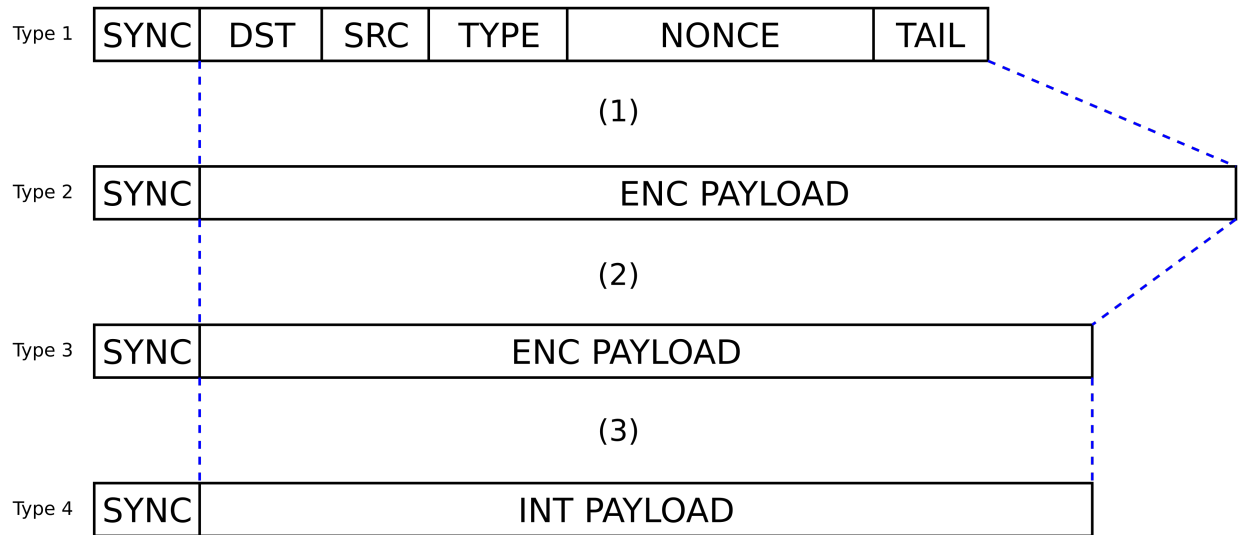 Type 1 SYNC DST SRC TYPE NONCE TAIL
(1)
Type 2 SYNC ENC PAYLOAD
(2)
Type 3 SYNC ENC PAYLOAD
(3)
Type 4 SYNC INT PAYLOAD